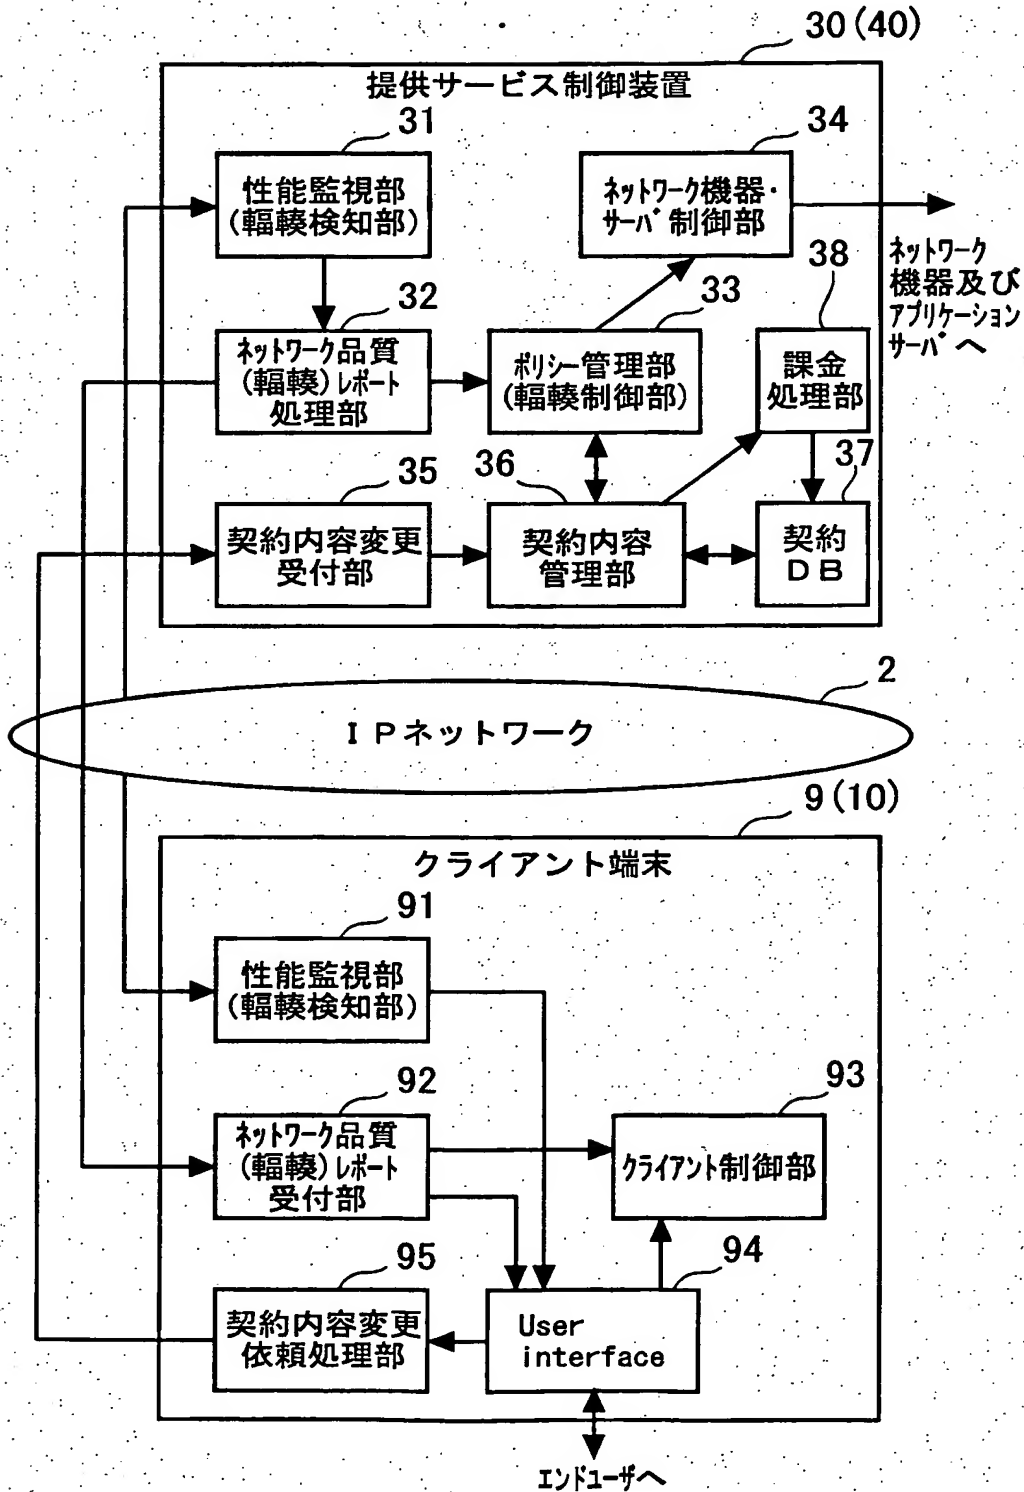 30(40)
提供サービス制御装置
31
性能監視部
(輻輳検知部)
34
ネットワーク機器・
サーバ制御部
ネットワーク
機器及び
アプリケーション
サーバへ
32
ネットワーク品質
(輻輳)レポート
処理部
33
ポリシー管理部
(輻輳制御部)
38
課金
処理部
35
契約内容変更
受付部
36
契約内容
管理部
37
契約
DB
2
IPネットワーク
9(10)
クライアント端末
91
性能監視部
(輻輳検知部)
92
ネットワーク品質
(輻輳)レポート
受付部
93
クライアント制御部
95
契約内容変更
依頼処理部
94
User
interface
エンドユーザへ